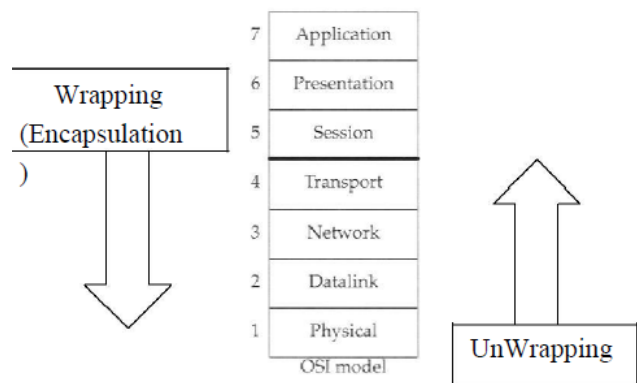 7 Application
6 Presentation
5 Session
4 Transport
3 Network
2 Datalink
1 Physical
OSI model
Wrapping
(Encapsulation
)
UnWrapping